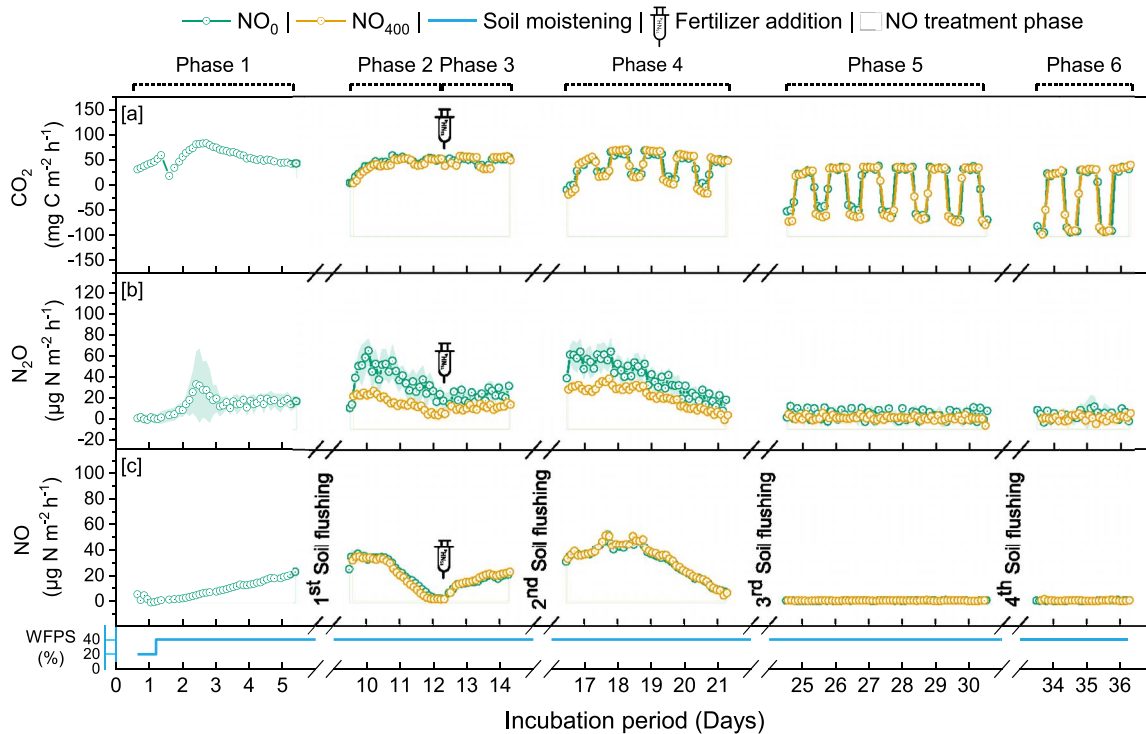 NO0 | NO400 | Soil moistening | Fertilizer addition | NO treatment phase
Phase 1 Phase 2 Phase 3 Phase 4 Phase 5 Phase 6
[a]
CO2
(mg C m-2 h-1)
150
100
50
0
-50
-100
-150
[b]
N2O
(µg N m-2 h-1)
120
100
80
60
40
20
0
-20
[c]
NO
(µg N m-2 h-1)
100
80
60
40
20
0
1st Soil flushing
2nd Soil flushing
3rd Soil flushing
4th Soil flushing
WFPS
(%)
40
20
0
0 1 2 3 4 5 10 11 12 13 14 17 18 19 20 21 25 26 27 28 29 30 34 35 36
Incubation period (Days)